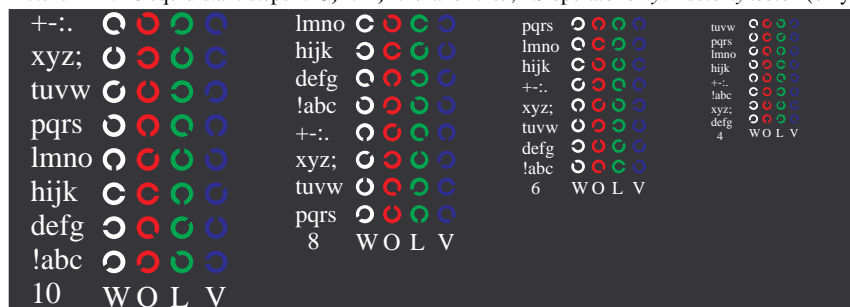 +-:.
xyz;
tuvw
pqrs
lmno
hijk
defg
!abc
10 W O L V
lmno
hijk
defg
!abc
+-:.
xyz;
tuvw
pqrs
8 W O L V
pqrs
lmno
hijk
+-:.
xyz;
tuvw
defg
!abc
6 W O L V
tuvw
pqrs
lmno
hijk
+-:.
!abc
xyz;
defg
4 W O L V